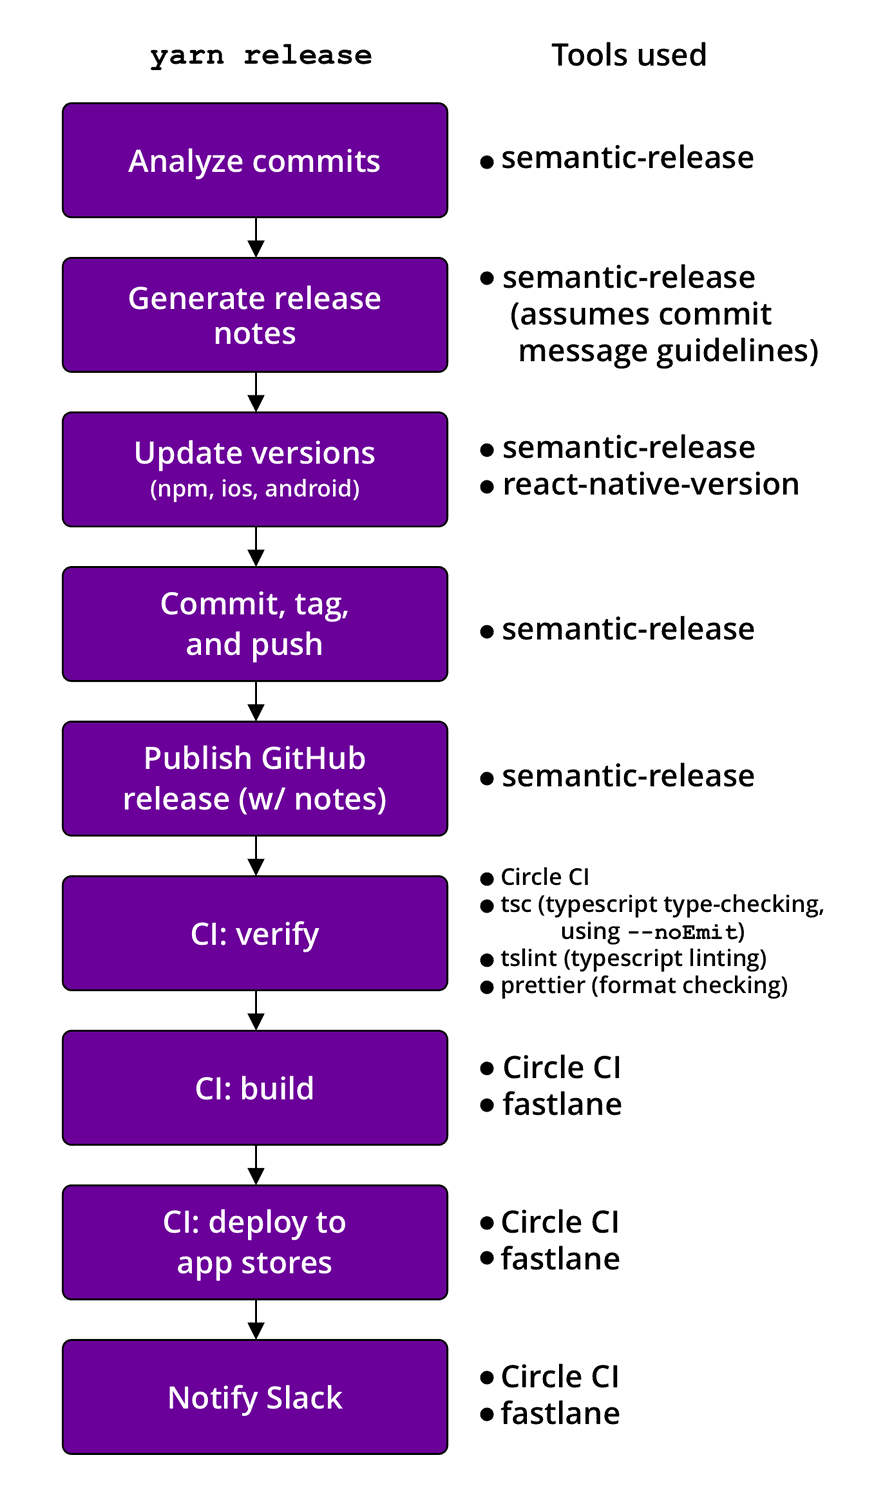 yarn release
Tools used
Analyze commits
● semantic-release
Generate release
notes
● semantic-release
(assumes commit
message guidelines)
Update versions
(npm, ios, android)
● semantic-release
● react-native-version
Commit, tag,
and push
● semantic-release
Publish GitHub
release (w/ notes)
● semantic-release
CI: verify
● Circle CI
● tsc (typescript type-checking,
using --noEmit)
● tslint (typescript linting)
● prettier (format checking)
CI: build
● Circle CI
● fastlane
CI: deploy to
app stores
● Circle CI
● fastlane
Notify Slack
● Circle CI
● fastlane